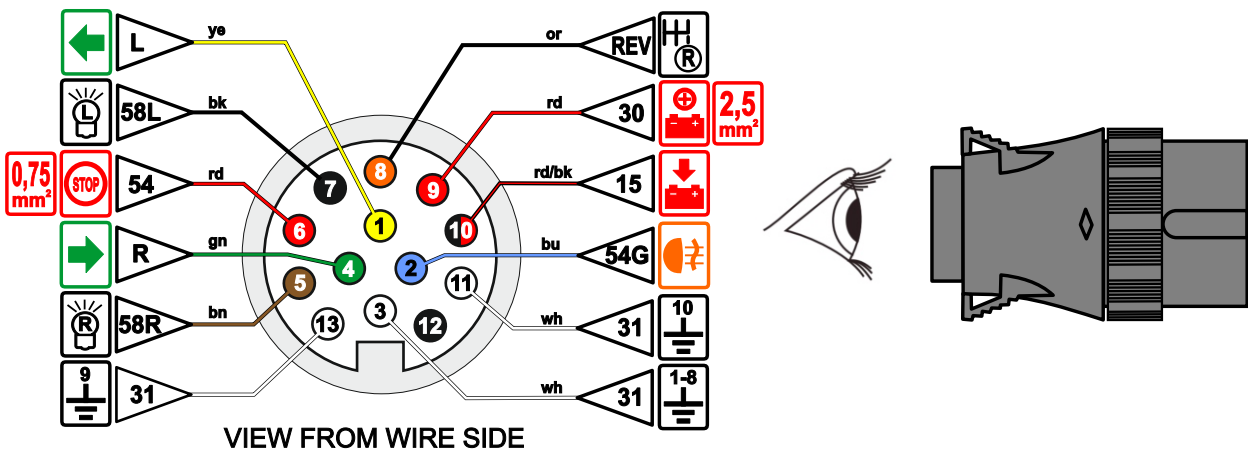 L ye or REV R
L 58L bk rd 30 2,5 mm²
0,75 mm² STOP 54 rd rd/bk 15
R gn bu 54G
R 58R bn wh 31 10
9 31 wh 31 1-8
8
7 9
6 1 10
4 2
5 11
3
13 12
VIEW FROM WIRE SIDE